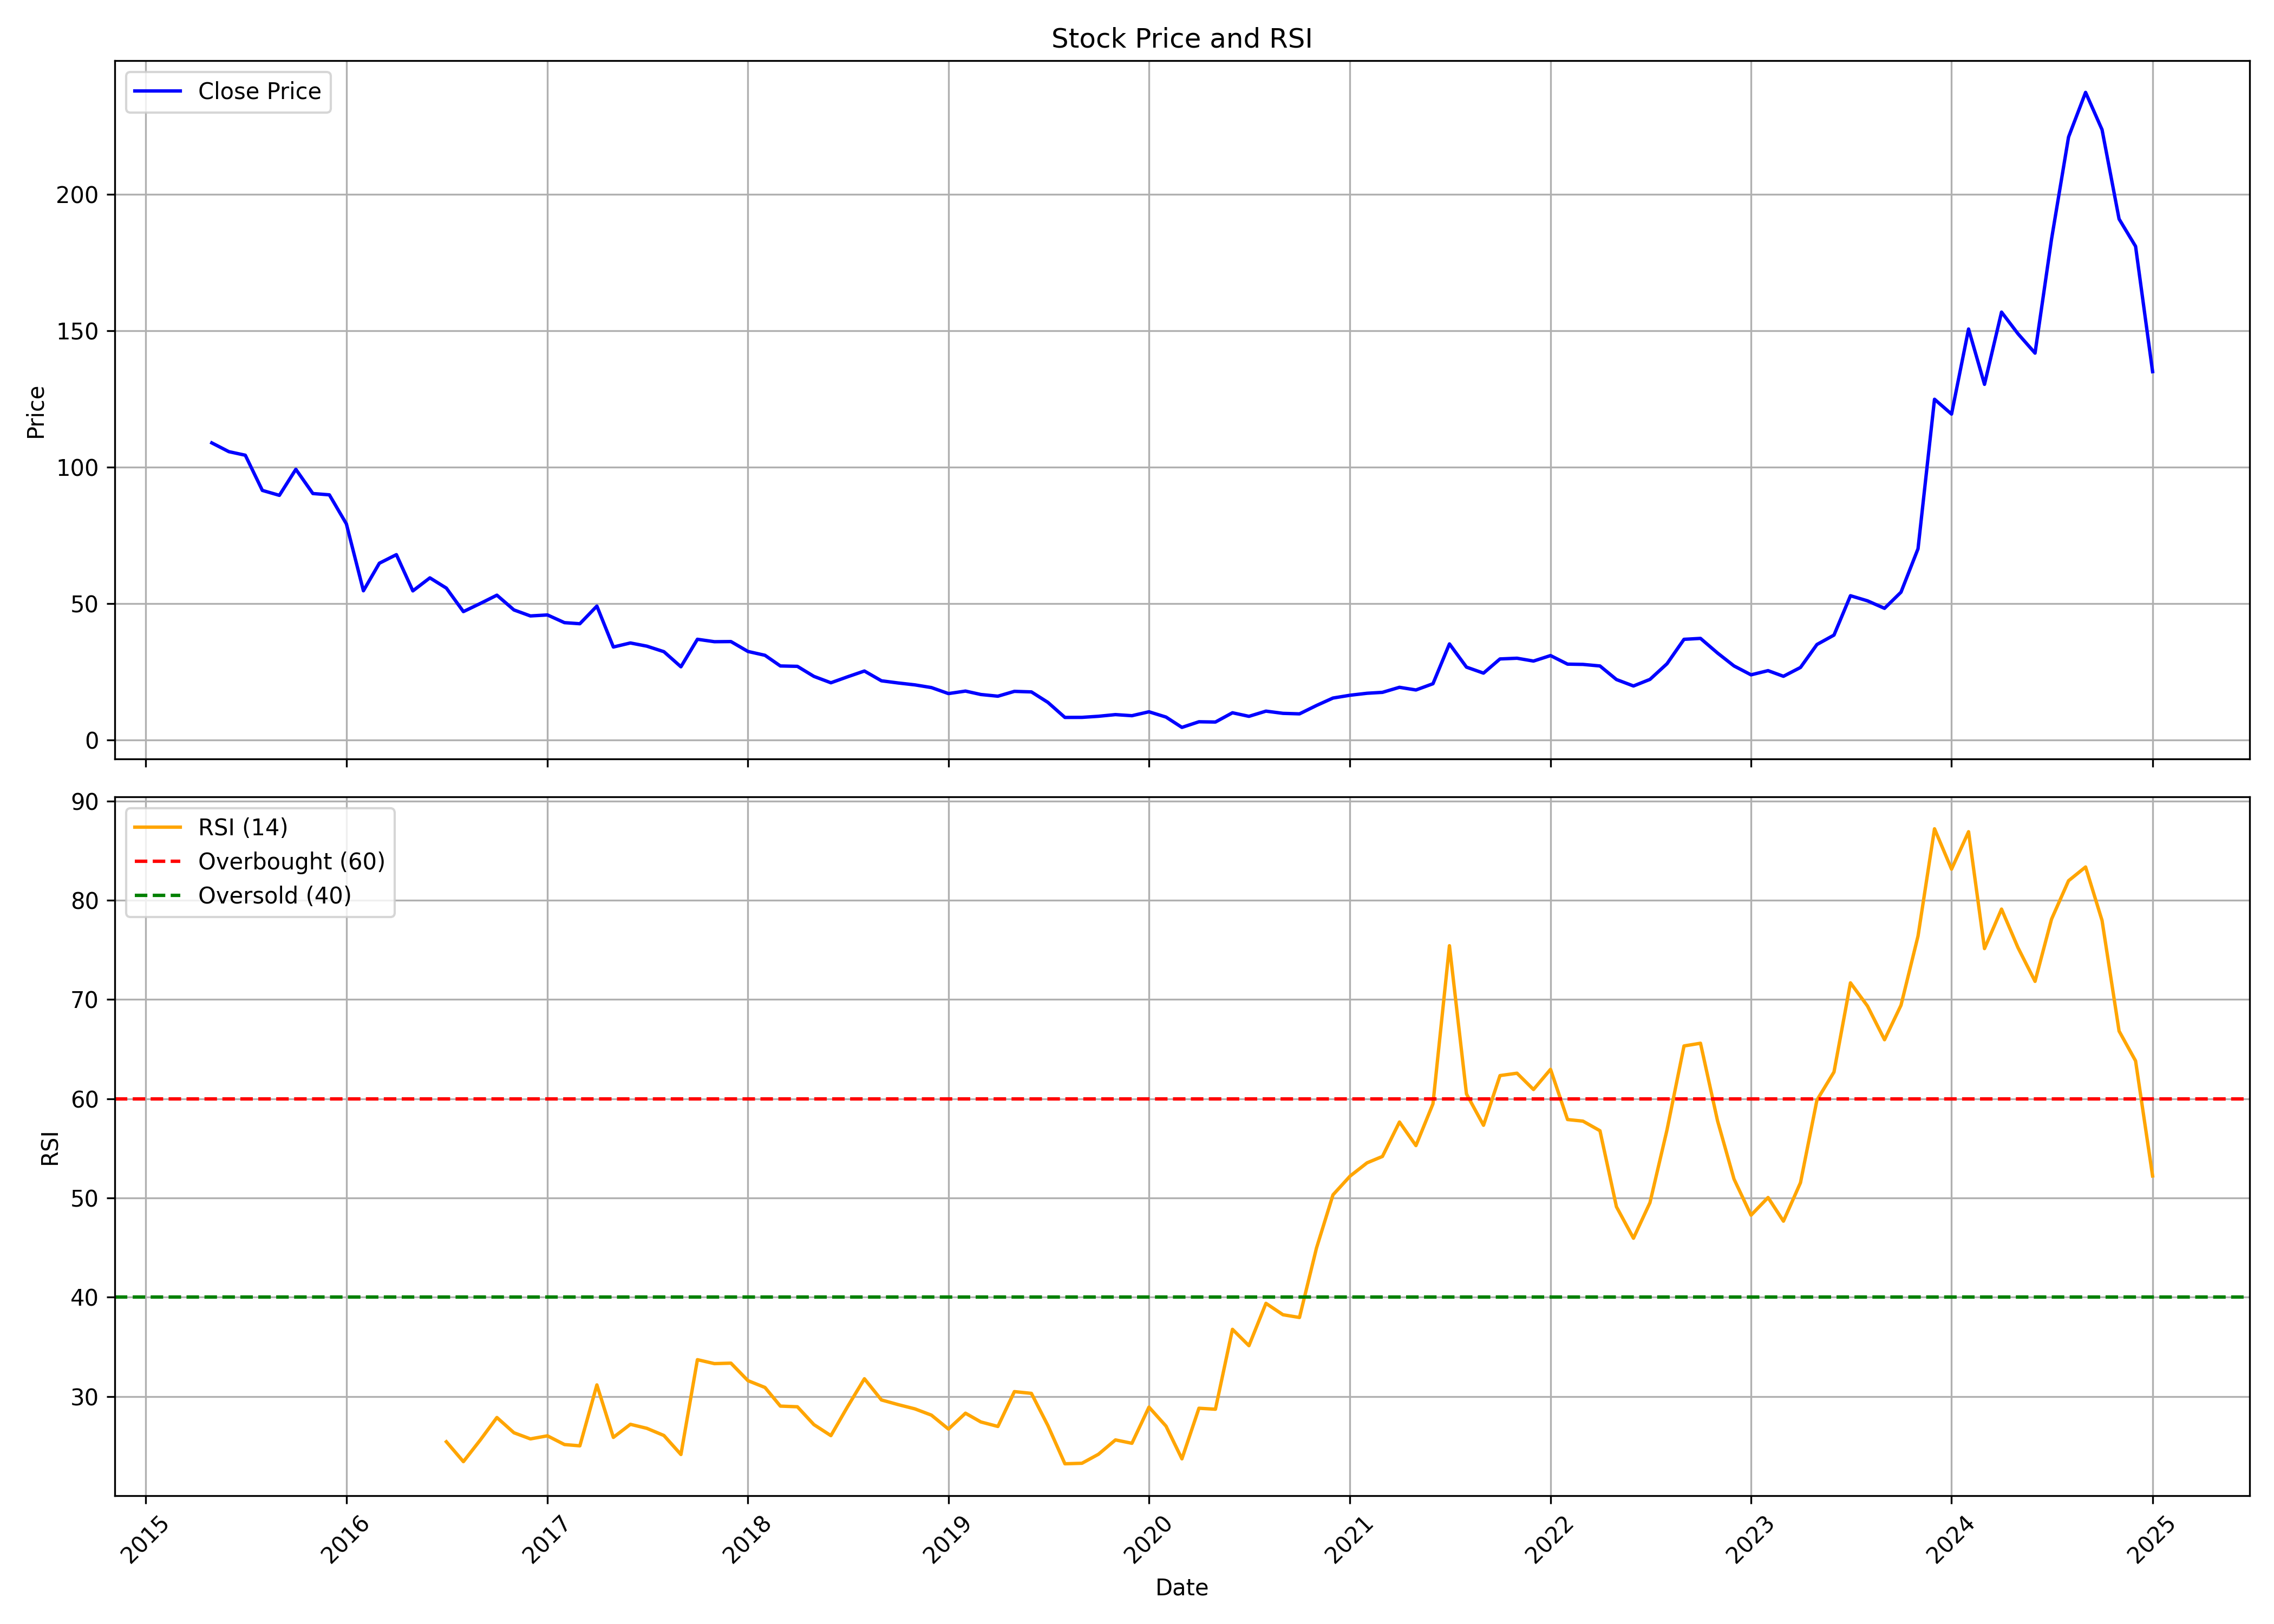 Stock Price and RSI
Close Price
Price
200
150
100
50
0
90
80
70
60
50
40
30
RSI (14)
Overbought (60)
Oversold (40)
RSI
2015
2016
2017
2018
2019
2020
2021
2022
2023
2024
2025
Date